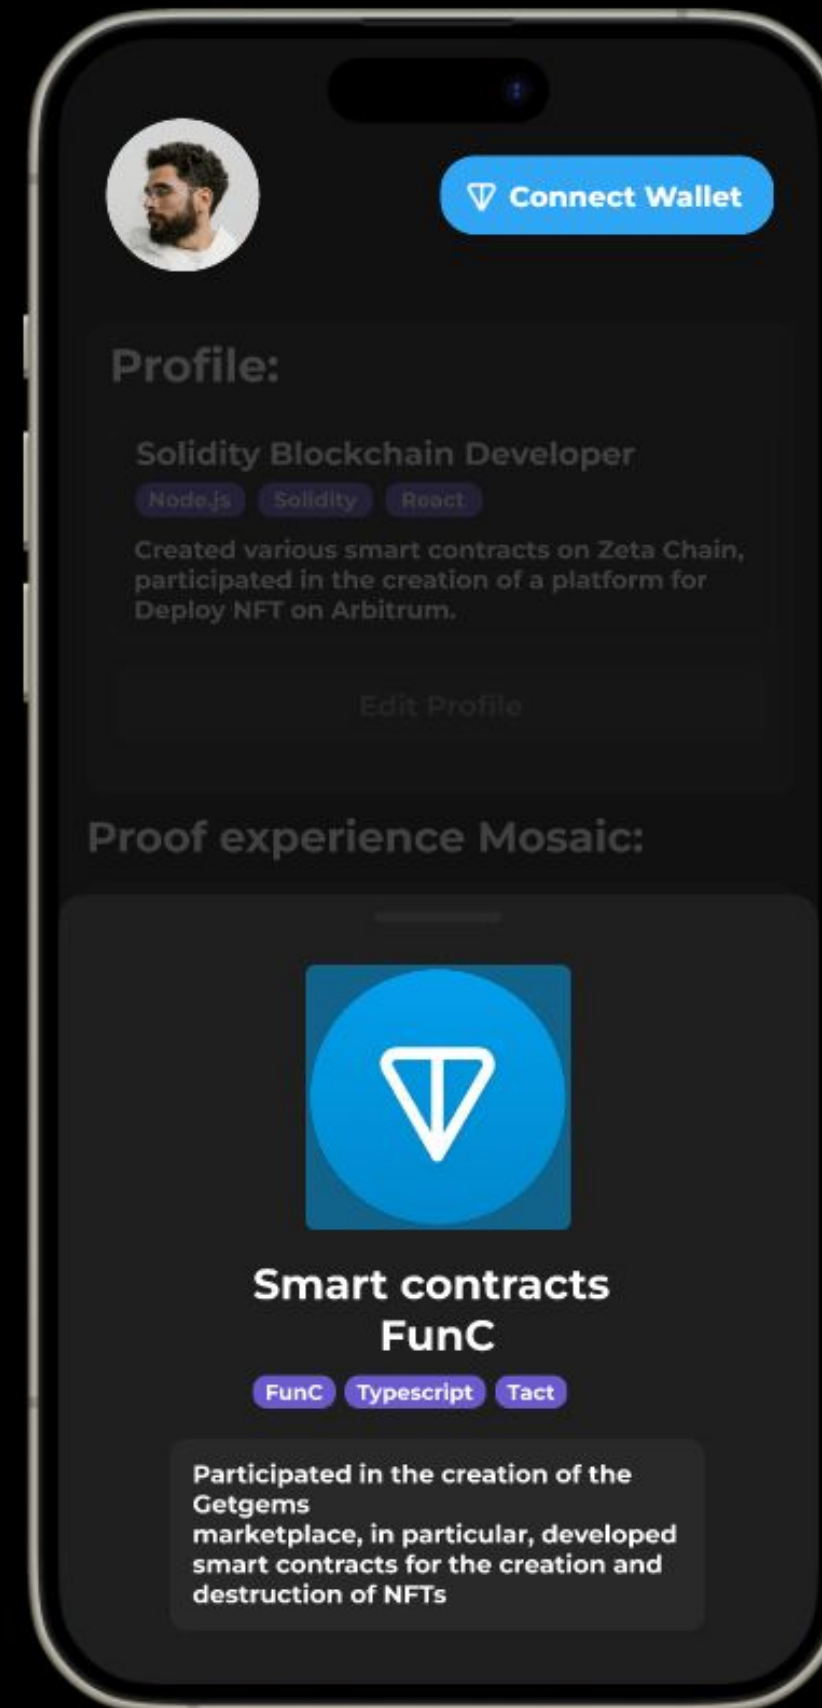 Connect Wallet
Profile:
Solidity Blockchain Developer
Node.js Solidity React
Created various smart contracts on Zeta Chain,
participated in the creation of a platform for
Deploy NFT on Arbitrum.
Edit Profile
Proof experience Mosaic:
Smart contracts
FunC
FunC Typescript Tact
Participated in the creation of the
Getgems
marketplace, in particular, developed
smart contracts for the creation and
destruction of NFTs